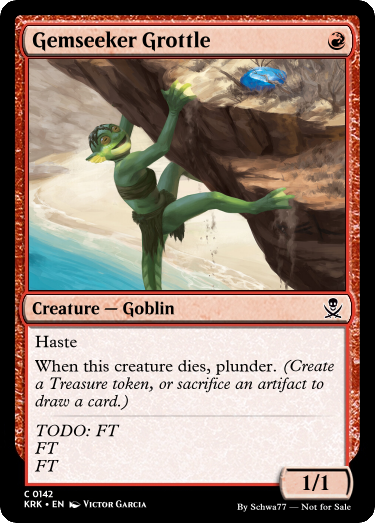 Gemseeker Grottle
Creature — Goblin
Haste
When this creature dies, plunder. (Create
a Treasure token, or sacrifice an artifact to
draw a card.)
TODO: FT
FT
FT
1/1
C 0142
KRK • EN Victor Garcia
By Schwa77 — Not for Sale